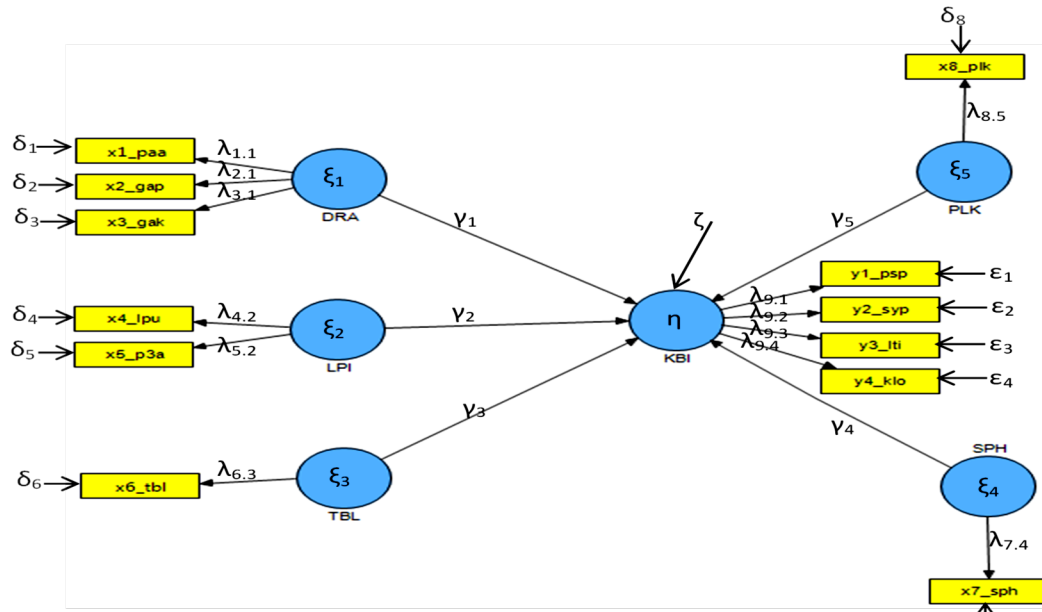 δ₈
x8_plk
λ₈.₅
ξ₅
PLK
γ₅
δ₁
x1_paa
λ₁.₁
δ₂
x2_gap
λ₂.₁
δ₃
x3_gak
λ₃.₁
ξ₁
DRA
γ₁
ζ
δ₄
x4_lpu
λ₄.₂
δ₅
x5_p3a
λ₅.₂
ξ₂
LPI
γ₂
η
KBI
λ₉.₁
y1_psp
ε₁
λ₉.₂
y2_syp
ε₂
λ₉.₃
y3_lti
ε₃
λ₉.₄
y4_klo
ε₄
γ₃
γ₄
δ₆
x6_tbl
λ₆.₃
ξ₃
TBL
SPH
ξ₄
λ₇.₄
x7_sph